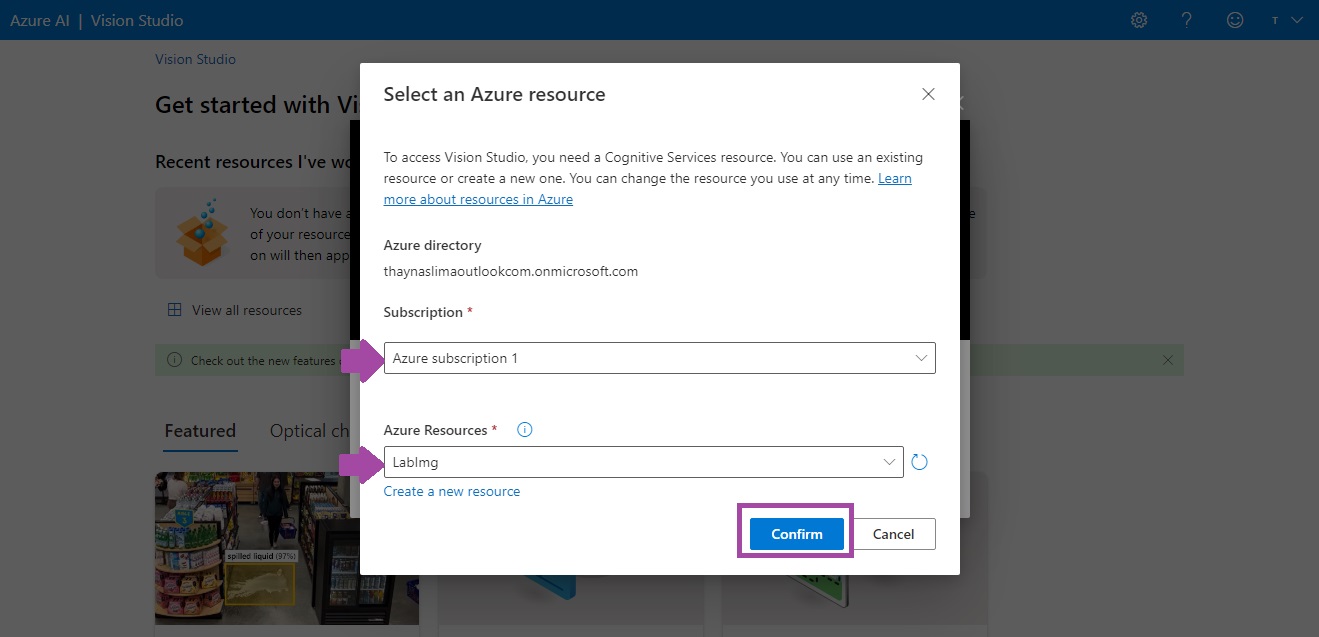 Azure AI | Vision Studio
T
Vision Studio
Get started with Vi
Recent resources I've wo
You don't have a
of your resource
on will then app
e
View all resources
Check out the new features
Featured
Optical ch
spilled liquid (97%)
Select an Azure resource
To access Vision Studio, you need a Cognitive Services resource. You can use an existing
resource or create a new one. You can change the resource you use at any time. Learn
more about resources in Azure
Azure directory
thaynaslimaoutlookcom.onmicrosoft.com
Subscription *
Azure subscription 1
Azure Resources *
LabImg
Create a new resource
Confirm
Cancel